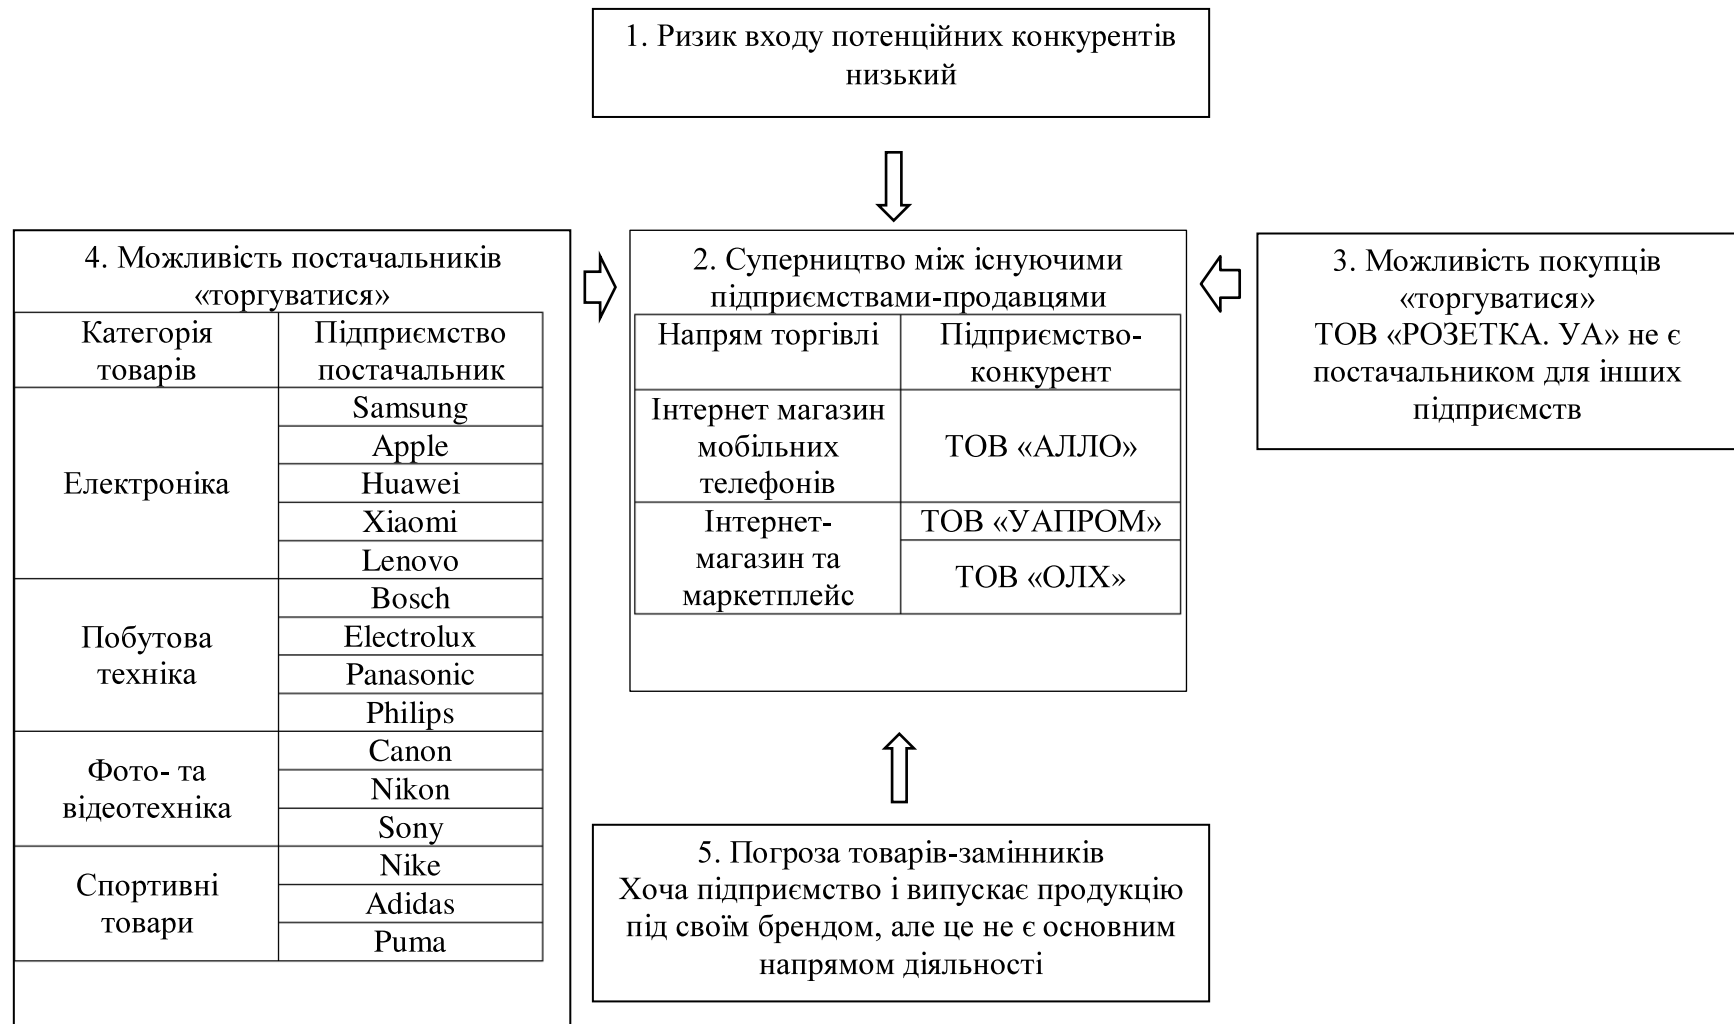 1. Ризик входу потенційних конкурентів
низький
4. Можливість постачальників
«торгуватися»
Категорія
товарів
Підприємство
постачальник
Електроніка
Samsung
Apple
Huawei
Xiaomi
Lenovo
Побутова
техніка
Bosch
Electrolux
Panasonic
Philips
Фото- та
відеотехніка
Canon
Nikon
Sony
Спортивні
товари
Nike
Adidas
Puma
2. Суперництво між існуючими
підприємствами-продавцями
Напрям торгівлі
Підприємство-
конкурент
Інтернет магазин
мобільних
телефонів
ТОВ «АЛЛО»
Інтернет-
магазин та
маркетплейс
ТОВ «УАПРОМ»
ТОВ «ОЛХ»
3. Можливість покупців
«торгуватися»
ТОВ «РОЗЕТКА. УА» не є
постачальником для інших
підприємств
5. Погроза товарів-замінників
Хоча підприємство і випускає продукцію
під своїм брендом, але це не є основним
напрямом діяльності